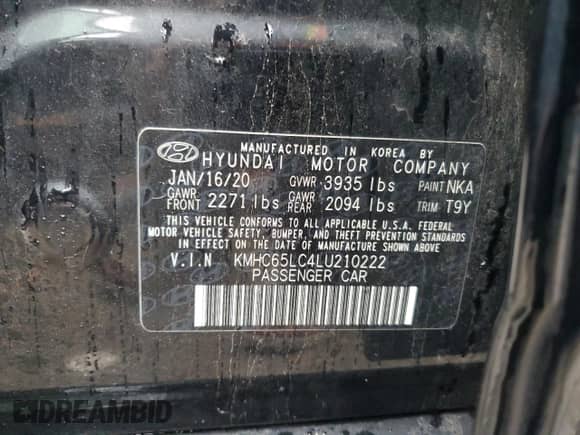 MANUFACTURED IN KOREA BY
HYUNDAI MOTOR COMPANY
JAN/16/20 GVWR 3935 lbs PAINT NKA
GAWR FRONT 2271 lbs GAWR REAR 2094 lbs TRIM T9Y
THIS VEHICLE CONFORMS TO ALL APPLICABLE U.S.A. FEDERAL
MOTOR VEHICLE SAFETY, BUMPER, AND THEFT PREVENTION STANDARDS
IN EFFECT ON THE DATE OF MANUFACTURE SHOWN ABOVE.
V.I.N KMHC65LC4LU210222
PASSENGER CAR
DREAMBID